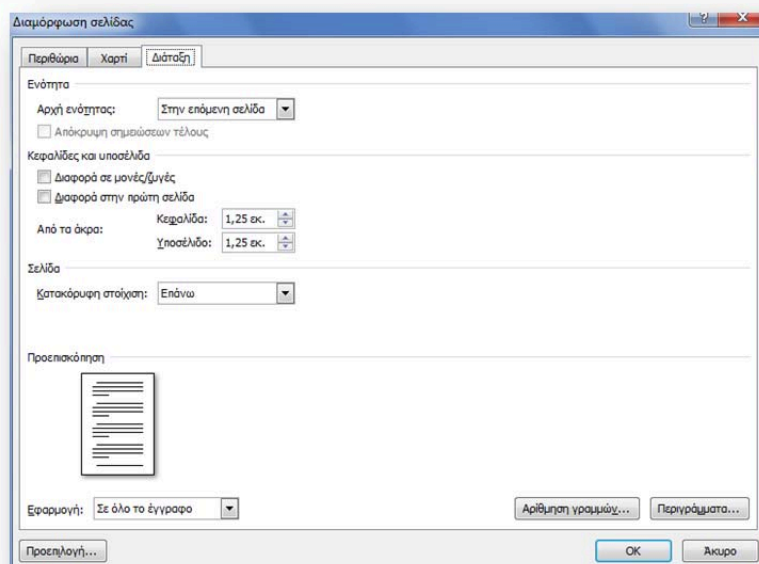 Διαμόρφωση σελίδας
?
X
Περιθώρια Χαρτί Διάταξη
Ενότητα
Αρχή ενότητας: Στην επόμενη σελίδα
Απόκρυψη σημειώσεων τέλους
Κεφαλίδες και υποσέλιδα
Διαφορά σε μονές/ζυγές
Διαφορά στην πρώτη σελίδα
Από τα άκρα:
Κεφαλίδα: 1,25 εκ.
Υποσέλιδο: 1,25 εκ.
Σελίδα
Κατακόρυφη στοίχιση: Επάνω
Προεπισκόπηση
Εφαρμογή: Σε όλο το έγγραφο
Αρίθμηση γραμμών... Περιγράμματα...
Προεπιλογή... OK Άκυρο